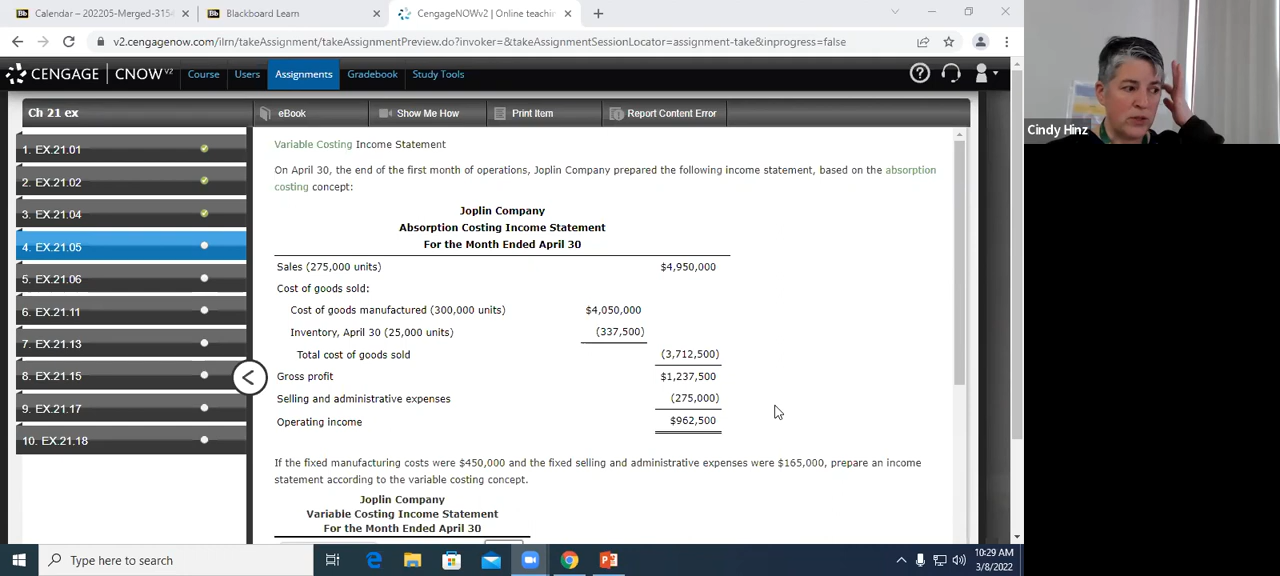 Calendar – 202205-Merged-315
Blackboard Learn
CengageNOWv2 | Online teachin
v2.cengagenow.com/ilrn/takeAssignment/takeAssignmentPreview.do?invoker=&takeAssignmentSessionLocator=assignment-take&inprogress=false
CENGAGE CNOWv2 Course Users Assignments Gradebook Study Tools
Ch 21 ex
eBook Show Me How Print Item Report Content Error
1. EX.21.01
2. EX.21.02
3. EX.21.04
4. EX.21.05
5. EX.21.06
6. EX.21.11
7. EX.21.13
8. EX.21.15
9. EX.21.17
10. EX.21.18
Variable Costing Income Statement
On April 30, the end of the first month of operations, Joplin Company prepared the following income statement, based on the absorption
costing concept:
Joplin Company
Absorption Costing Income Statement
For the Month Ended April 30
Sales (275,000 units) $4,950,000
Cost of goods sold:
Cost of goods manufactured (300,000 units) $4,050,000
Inventory, April 30 (25,000 units) (337,500)
Total cost of goods sold (3,712,500)
Gross profit $1,237,500
Selling and administrative expenses (275,000)
Operating income $962,500
If the fixed manufacturing costs were $450,000 and the fixed selling and administrative expenses were $165,000, prepare an income
statement according to the variable costing concept.
Joplin Company
Variable Costing Income Statement
For the Month Ended April 30
Cindy Hinz
Type here to search
10:29 AM
3/8/2022